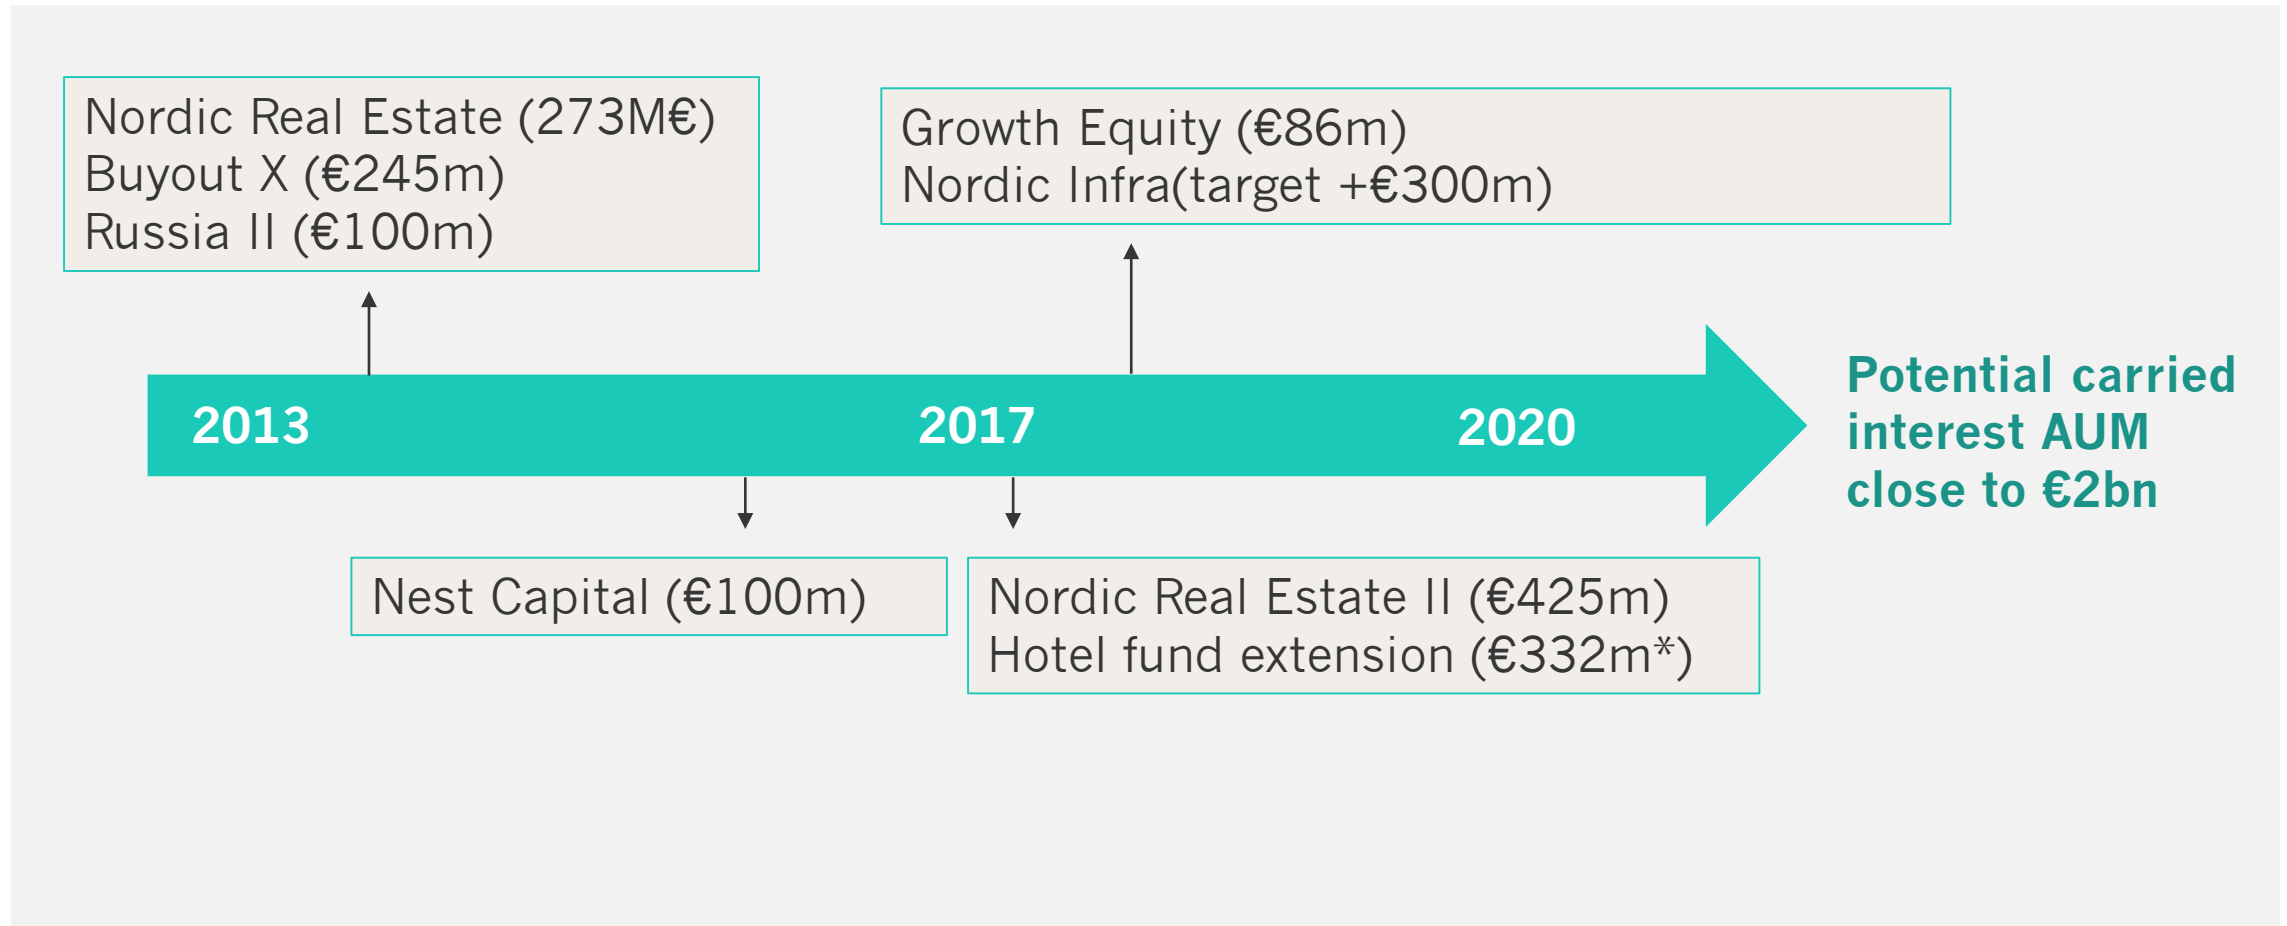 Nordic Real Estate (273M€)
Buyout X (€245m)
Russia II (€100m)
Growth Equity (€86m)
Nordic Infra(target +€300m)
2013
2017
2020
Potential carried
interest AUM
close to €2bn
Nest Capital (€100m)
Nordic Real Estate II (€425m)
Hotel fund extension (€332m*)